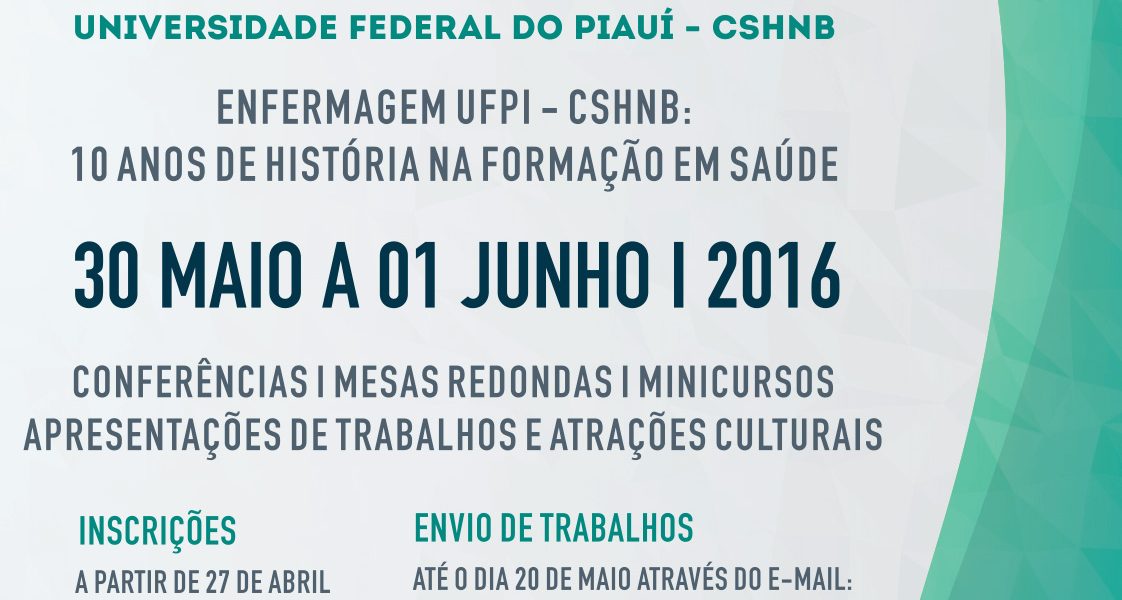 UNIVERSIDADE FEDERAL DO PIAUÍ - CSHNB
ENFERMAGEM UFPI - CSHNB:
10 ANOS DE HISTÓRIA NA FORMAÇÃO EM SAÚDE
30 MAIO A 01 JUNHO | 2016
CONFERÊNCIAS | MESAS REDONDAS | MINICURSOS
APRESENTAÇÕES DE TRABALHOS E ATRAÇÕES CULTURAIS
INSCRIÇÕES
A PARTIR DE 27 DE ABRIL
ENVIO DE TRABALHOS
ATÉ O DIA 20 DE MAIO ATRAVÉS DO E-MAIL: